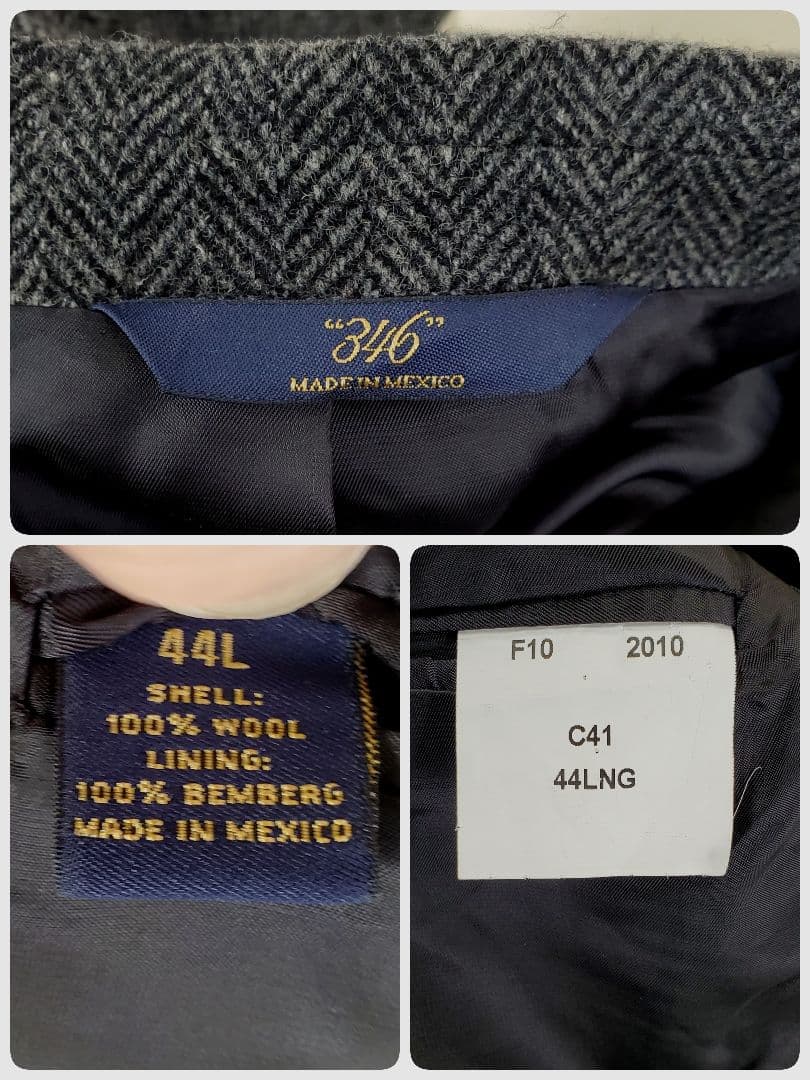 “346”
MADE IN MEXICO
44L
SHELL:
100% WOOL
LINING:
100% BEMBERG
MADE IN MEXICO
F10 2010
C41
44LNG